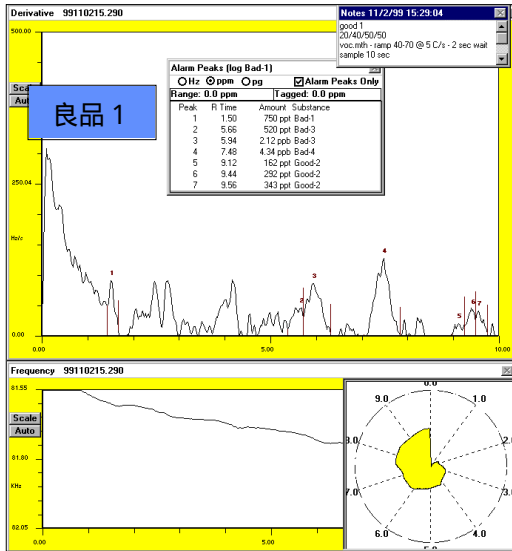 Derivative 99110215.290
Notes 11/2/99 15:29:04
good 1
20/40/50/50
voc.mth - ramp 40-70 @ 5 C/s - 2 sec wait
sample 10 sec
500.00
Alarm Peaks (log Bad-1)
Hz ppm pg Alarm Peaks Only
Range: 0.0 ppm Tagged: 0.0 ppm
Peak R Time Amount Substance
1 1.50 750 ppt Bad-1
2 5.66 520 ppt Bad-3
3 5.94 2.12 ppb Bad-3
4 7.48 4.34 ppb Bad-4
5 9.12 162 ppt Good-2
6 9.44 292 ppt Good-2
7 9.56 343 ppt Good-2
良品 1
250.04
Hz/c
1
2
3
4
5
6
7
0.00
0.00 5.00 10.00
Frequency 99110215.290
81.55
Scale
Auto
81.80
KHz
82.05
0.00 5.00
0.0
1.0
2.0
3.
4.0
6.0
7.0
8.0
9.0